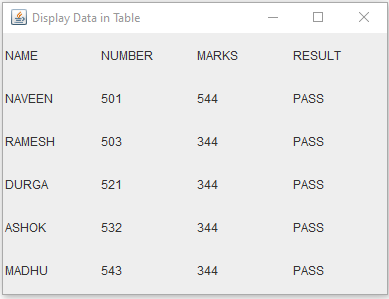 Display Data in Table
NAME NUMBER MARKS RESULT
NAVEEN 501 544 PASS
RAMESH 503 344 PASS
DURGA 521 344 PASS
ASHOK 532 344 PASS
MADHU 543 344 PASS